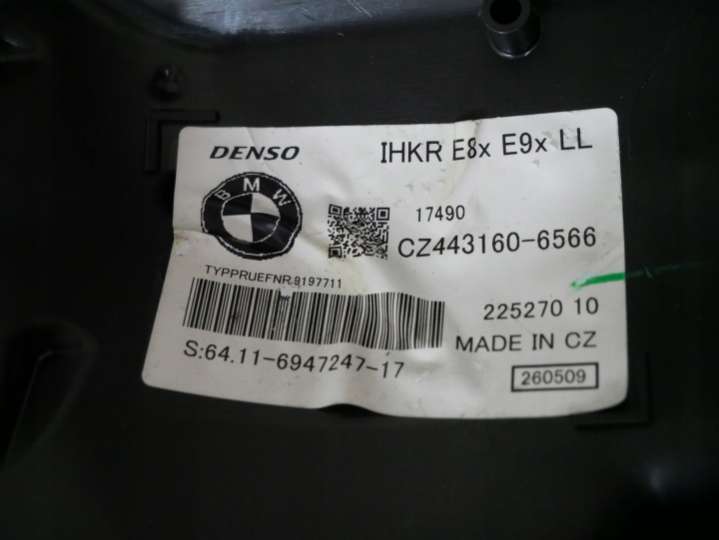 DENSO
IHKR E8x E9x LL
BMW
17490
CZ443160-6566
TYPPRUEFNR.9197711
225270 10
S:64.11-6947247-17
MADE IN CZ
260509